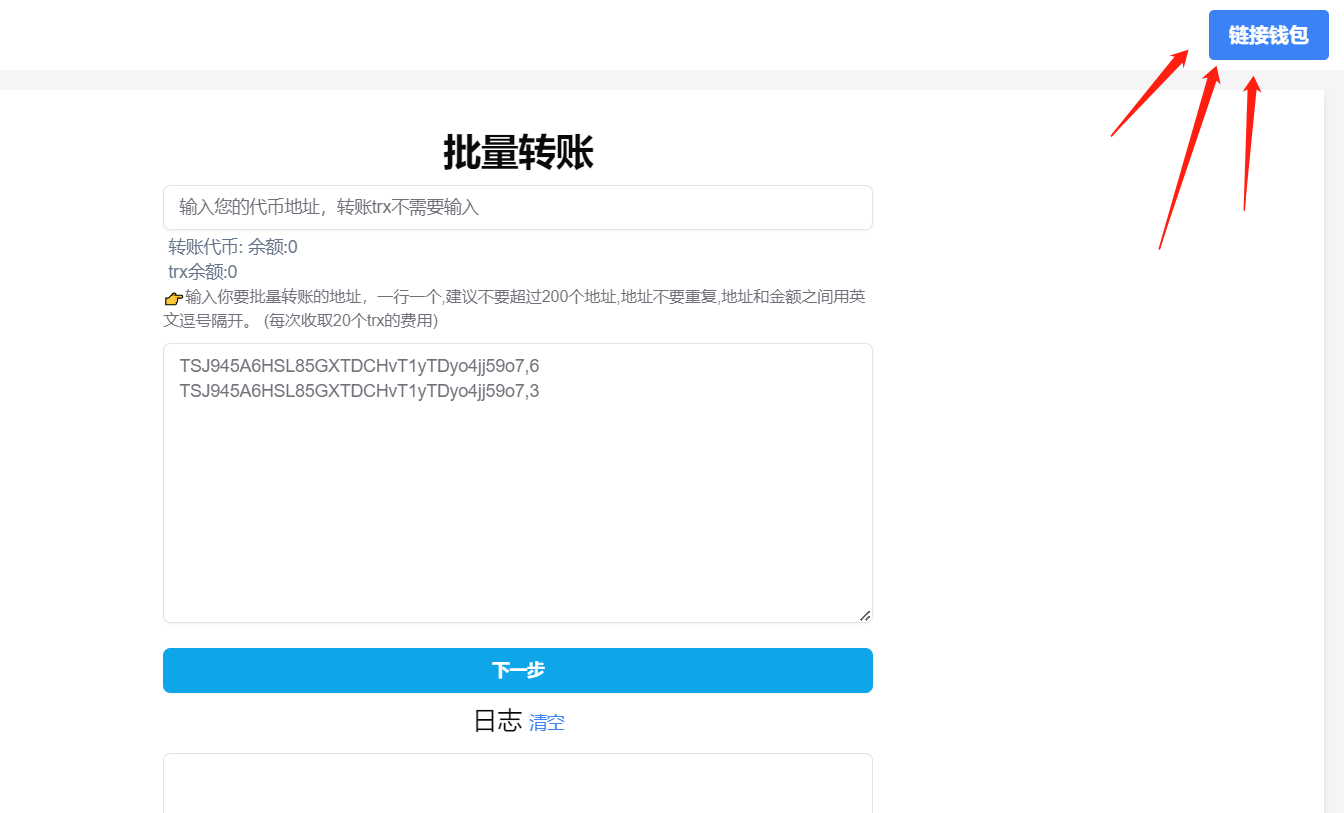 链接钱包
批量转账
输入您的代币地址，转账trx不需要输入
转账代币: 余额:0
trx余额:0
👉输入你要批量转账的地址，一行一个,建议不要超过200个地址,地址不要重复,地址和金额之间用英
文逗号隔开。 (每次收取20个trx的费用)
TSJ945A6HSL85GXTDCHvT1yTDyo4jj59o7,6
TSJ945A6HSL85GXTDCHvT1yTDyo4jj59o7,3
下一步
日志 清空